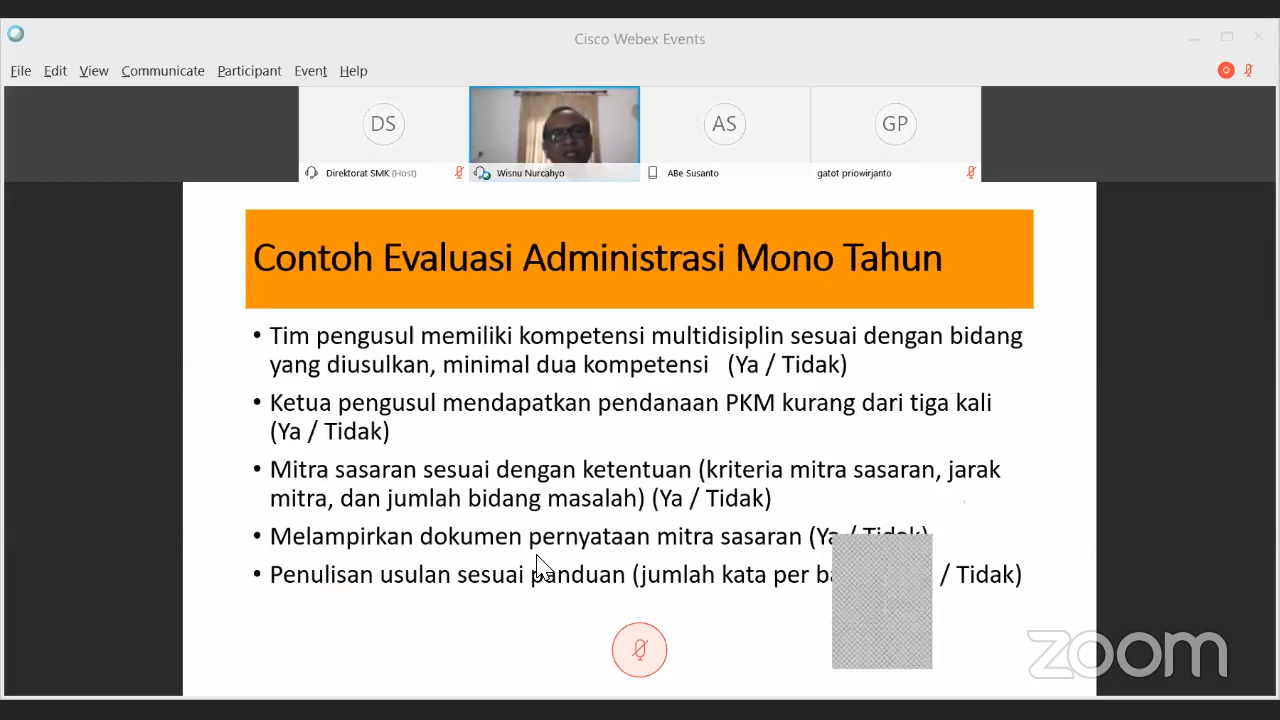 Cisco Webex Events
File Edit View Communicate Participant Event Help
DS
AS
GP
Direktorat SMK (Host)
Wisnu Nurcahyo
ABe Susanto
gatot priowirjanto
Contoh Evaluasi Administrasi Mono Tahun
• Tim pengusul memiliki kompetensi multidisiplin sesuai dengan bidang
yang diusulkan, minimal dua kompetensi (Ya / Tidak)
• Ketua pengusul mendapatkan pendanaan PKM kurang dari tiga kali
(Ya / Tidak)
• Mitra sasaran sesuai dengan ketentuan (kriteria mitra sasaran, jarak
mitra, dan jumlah bidang masalah) (Ya / Tidak)
• Melampirkan dokumen pernyataan mitra sasaran (Ya / Tidak)
• Penulisan usulan sesuai panduan (jumlah kata per / Tidak)
zoom